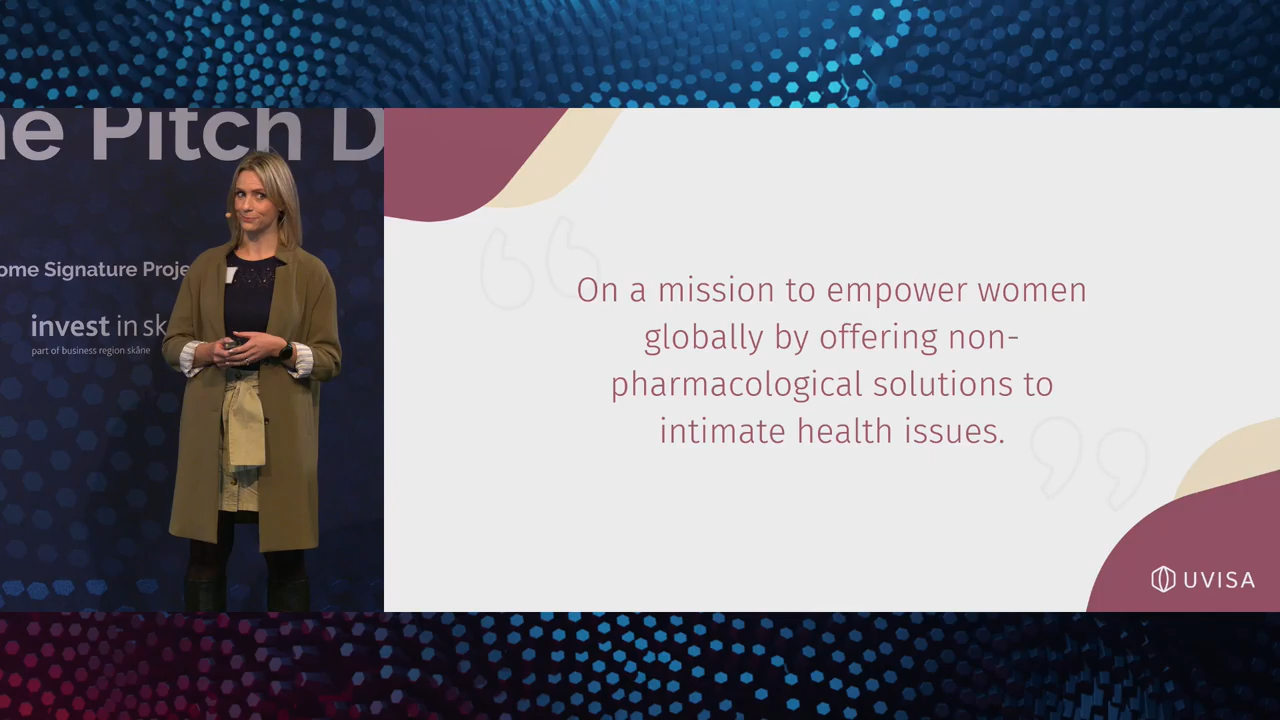 ne Pitch D
ome Signature Proje
invest in sk
part of business region skåne
On a mission to empower women
globally by offering non-
pharmacological solutions to
intimate health issues.
UVISA